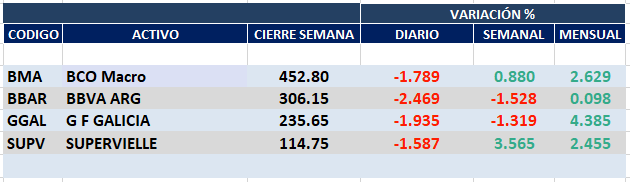 VARIACIÓN %
CODIGO ACTIVO CIERRE SEMANA DIARIO SEMANAL MENSUAL
BMA BCO Macro 452.80 -1.789 0.880 2.629
BBAR BBVA ARG 306.15 -2.469 -1.528 0.098
GGAL G F GALICIA 235.65 -1.935 -1.319 4.385
SUPV SUPERVIELLE 114.75 -1.587 3.565 2.455